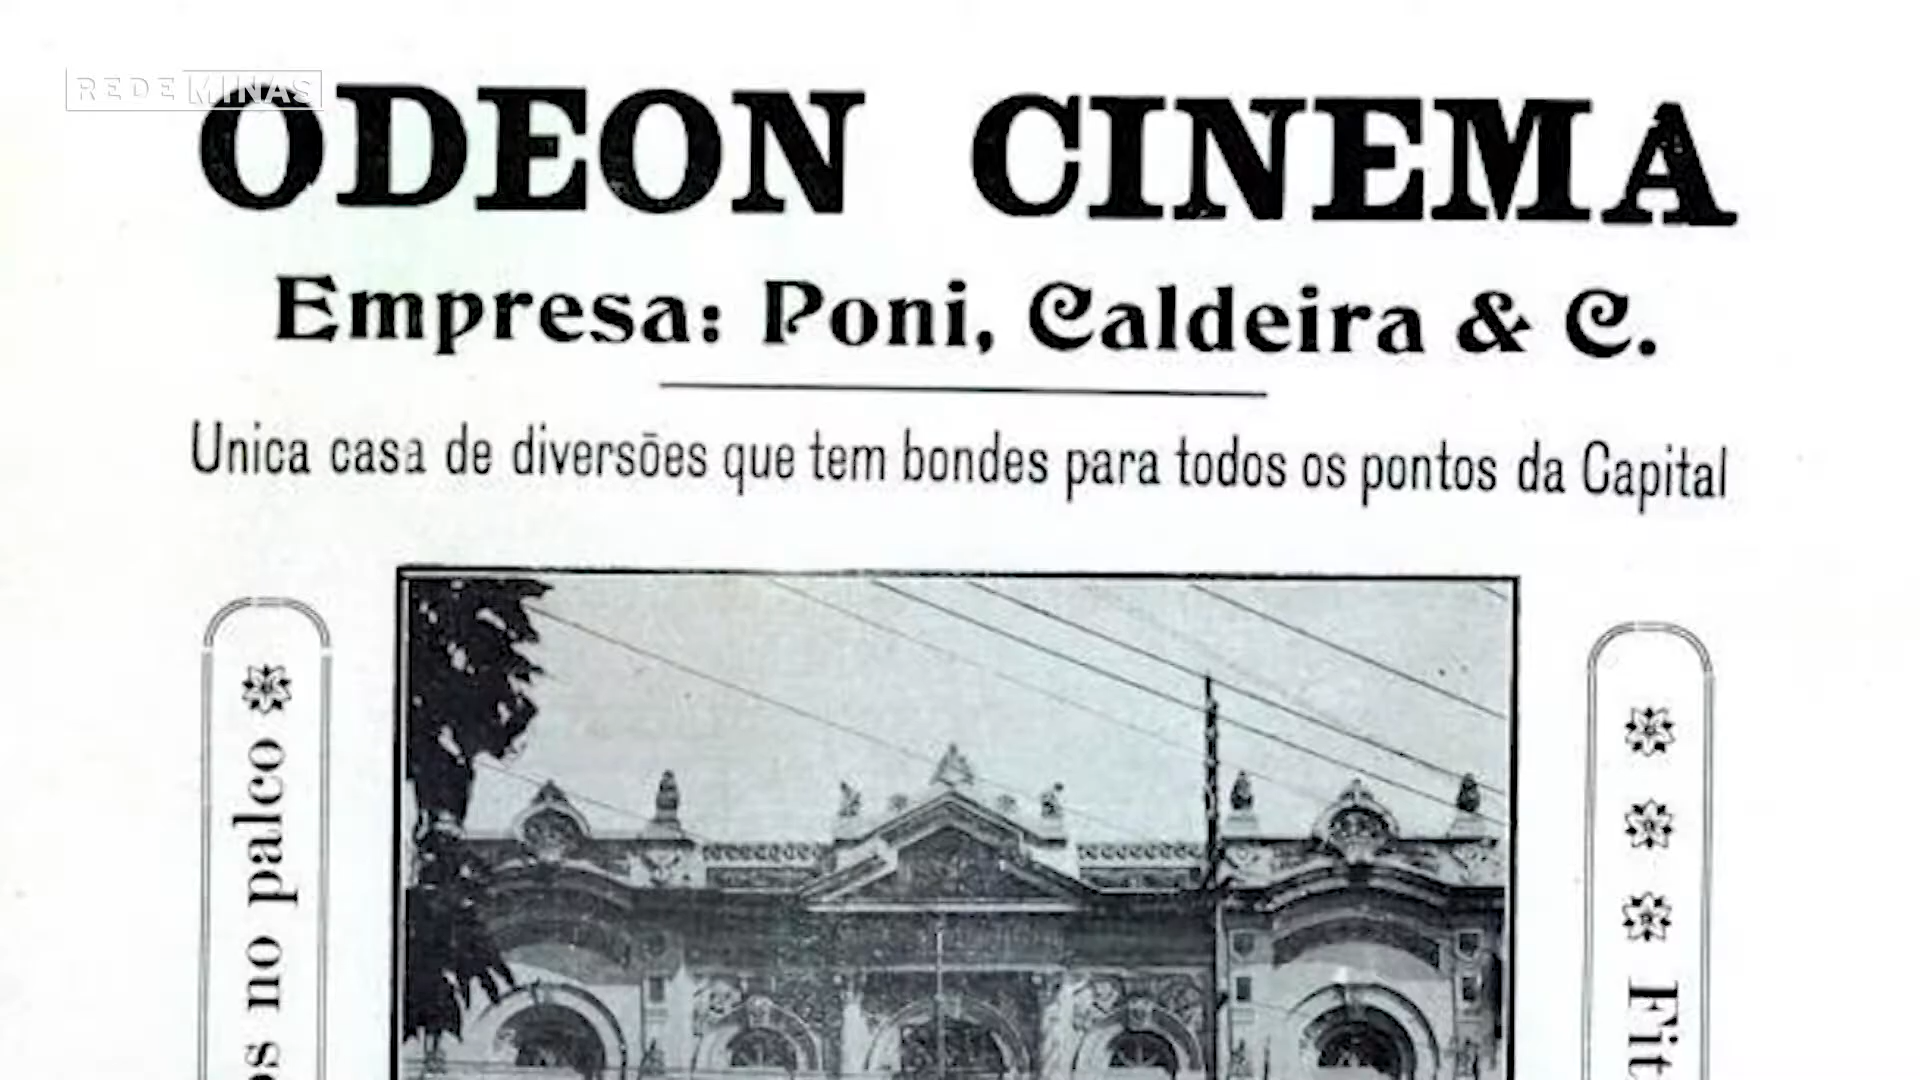 REDE MINAS
ODEON CINEMA
Empresa: Poni, Caldeira & C.
Unica casa de diversões que tem bondes para todos os pontos da Capital
no palco